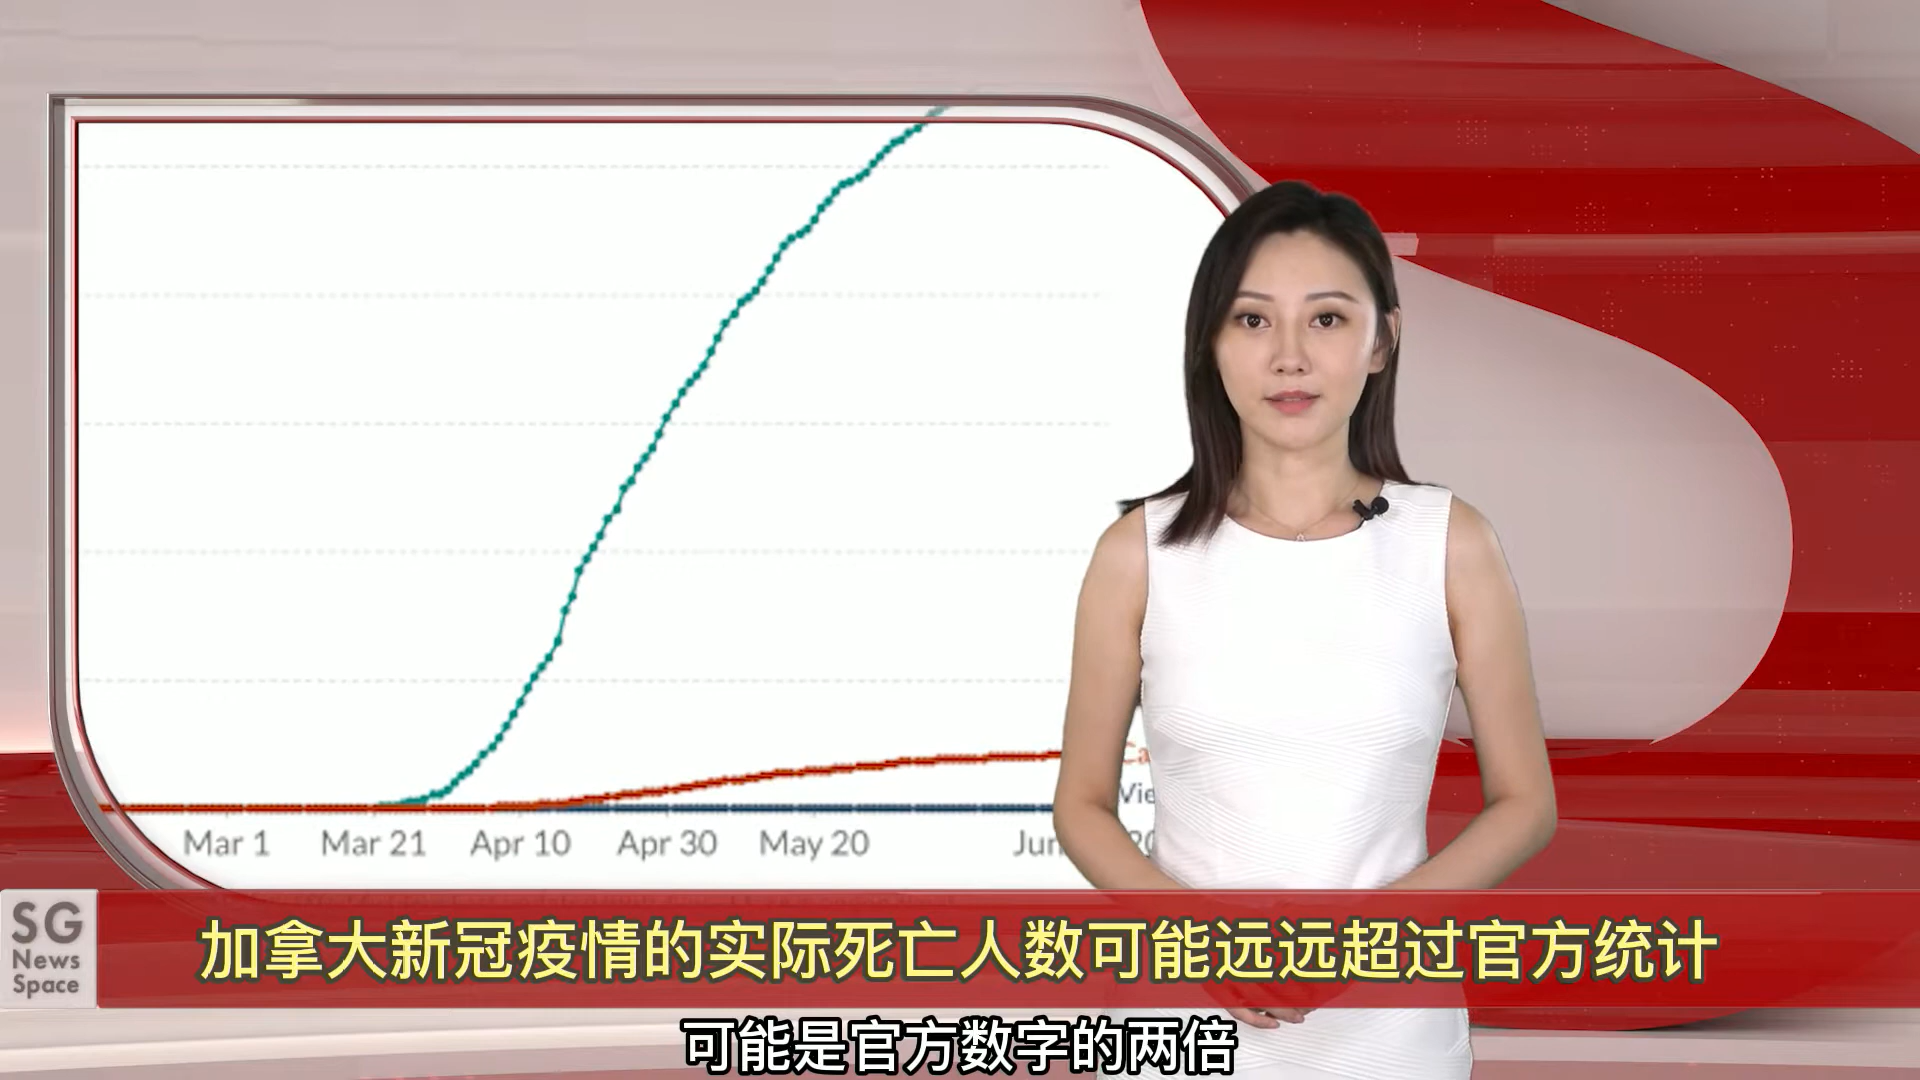 Mar 1 Mar 21 Apr 10 Apr 30 May 20
SG
News
Space
加拿大新冠疫情的实际死亡人数可能远远超过官方统计
可能是官方数字的两倍